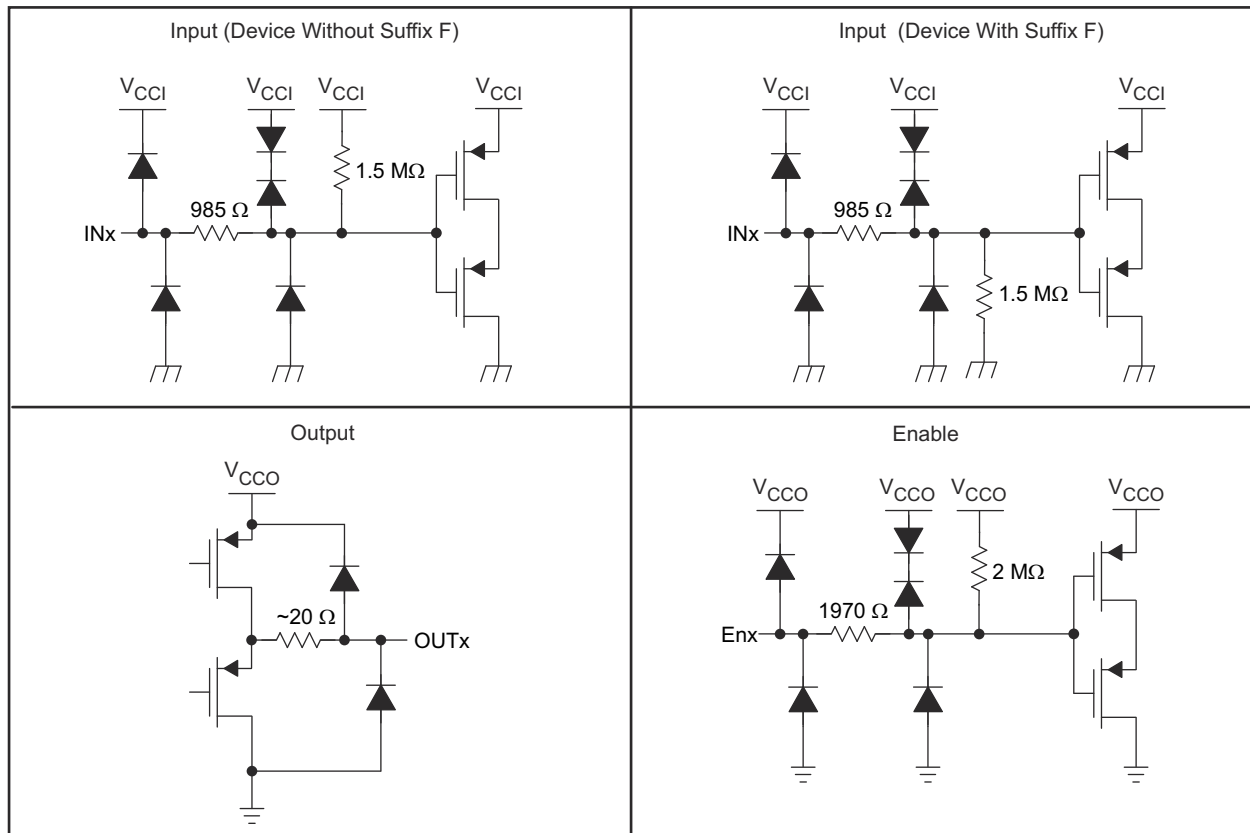 Input (Device Without Suffix F)
V_CCI V_CCI V_CCI V_CCI
1.5 MΩ
985 Ω
INx
Input (Device With Suffix F)
V_CCI V_CCI V_CCI
985 Ω
INx
1.5 MΩ
Output
V_CCO
~20 Ω
OUTx
Enable
V_CCO V_CCO V_CCO V_CCO
2 MΩ
1970 Ω
Enx